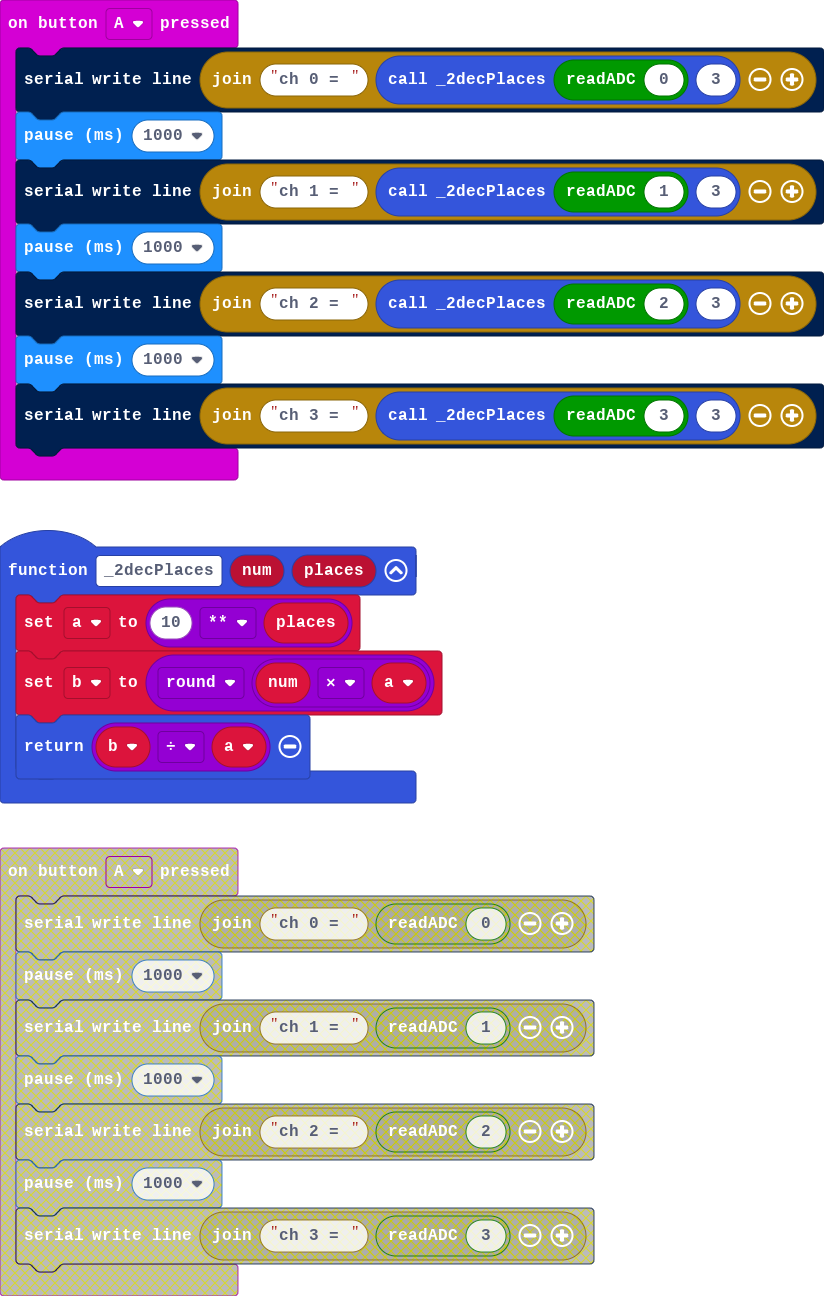 on button A pressed
serial write line join "ch 0 = " call _2decPlaces readADC 0 3
pause (ms) 1000
serial write line join "ch 1 = " call _2decPlaces readADC 1 3
pause (ms) 1000
serial write line join "ch 2 = " call _2decPlaces readADC 2 3
pause (ms) 1000
serial write line join "ch 3 = " call _2decPlaces readADC 3 3
function _2decPlaces num places
set a to 10 ** places
set b to round num × a
return b ÷ a
on button A pressed
serial write line join "ch 0 = " readADC 0
pause (ms) 1000
serial write line join "ch 1 = " readADC 1
pause (ms) 1000
serial write line join "ch 2 = " readADC 2
pause (ms) 1000
serial write line join "ch 3 = " readADC 3